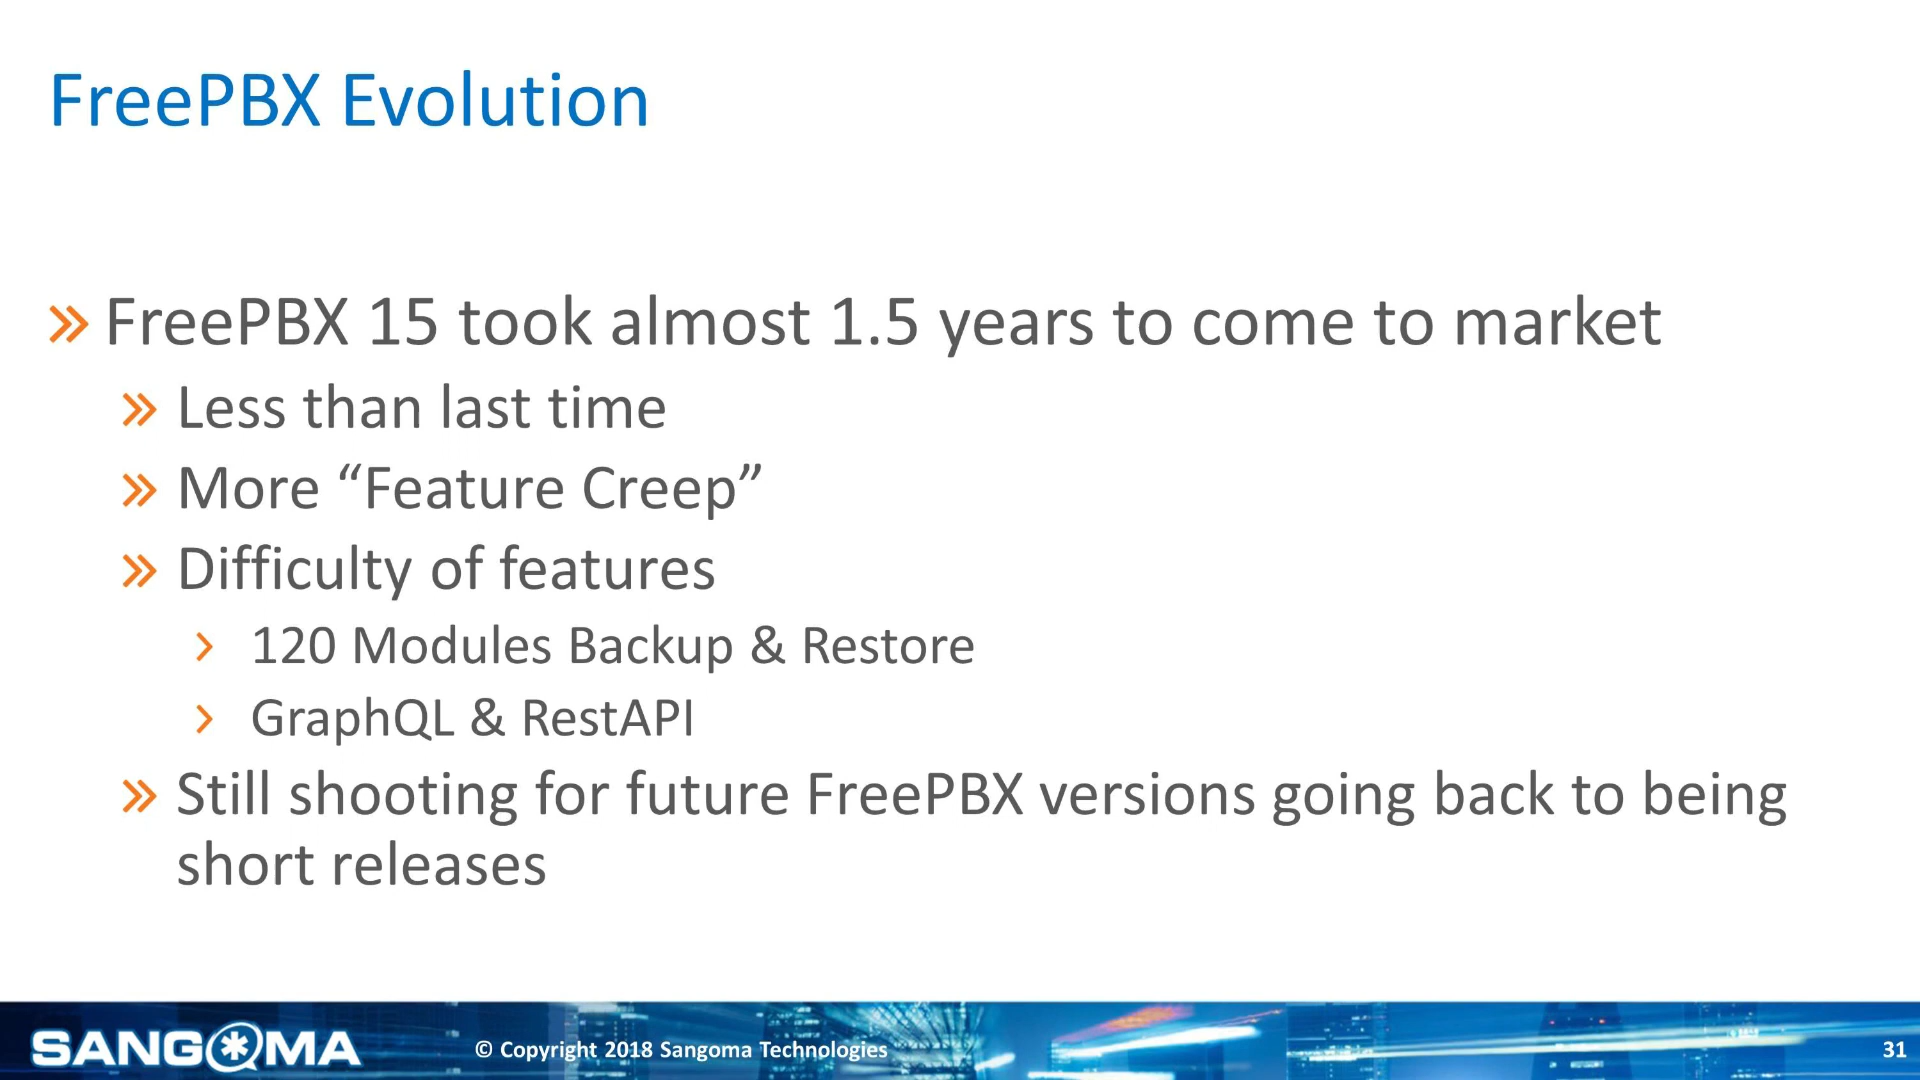 FreePBX Evolution
» FreePBX 15 took almost 1.5 years to come to market
» Less than last time
» More “Feature Creep”
» Difficulty of features
› 120 Modules Backup & Restore
› GraphQL & RestAPI
» Still shooting for future FreePBX versions going back to being
short releases
SANGOMA
© Copyright 2018 Sangoma Technologies
31